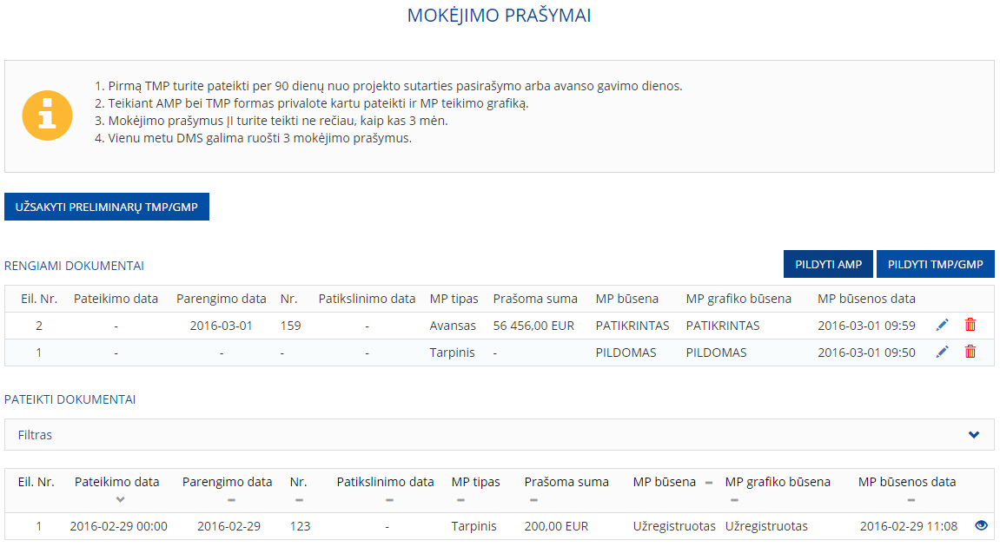 MOKĖJIMO PRAŠYMAI
1. Pirmą TMP turite pateikti per 90 dienų nuo projekto sutarties pasirašymo arba avanso gavimo dienos.
2. Teikiant AMP bei TMP formas privalote kartu pateikti ir MP teikimo grafiką.
3. Mokėjimo prašymus ĮI turite teikti ne rečiau, kaip kas 3 mėn.
4. Vienu metu DMS galima ruošti 3 mokėjimo prašymus.
UŽSAKYTI PRELIMINARŲ TMP/GMP
RENGIAMI DOKUMENTAI PILDYTI AMP PILDYTI TMP/GMP
Eil. Nr. Pateikimo data Parengimo data Nr. Patikslinimo data MP tipas Prašoma suma MP būsena MP grafiko būsena MP būsenos data
2 - 2016-03-01 159 - Avansas 56 456,00 EUR PATIKRINTAS PATIKRINTAS 2016-03-01 09:59
1 - - - - Tarpinis - PILDOMAS PILDOMAS 2016-03-01 09:50
PATEIKTI DOKUMENTAI
Filtras
Eil. Nr. Pateikimo data Parengimo data Nr. Patikslinimo data MP tipas Prašoma suma MP būsena MP grafiko būsena MP būsenos data
1 2016-02-29 00:00 2016-02-29 123 - Tarpinis 200,00 EUR Užregistruotas Užregistruotas 2016-02-29 11:08